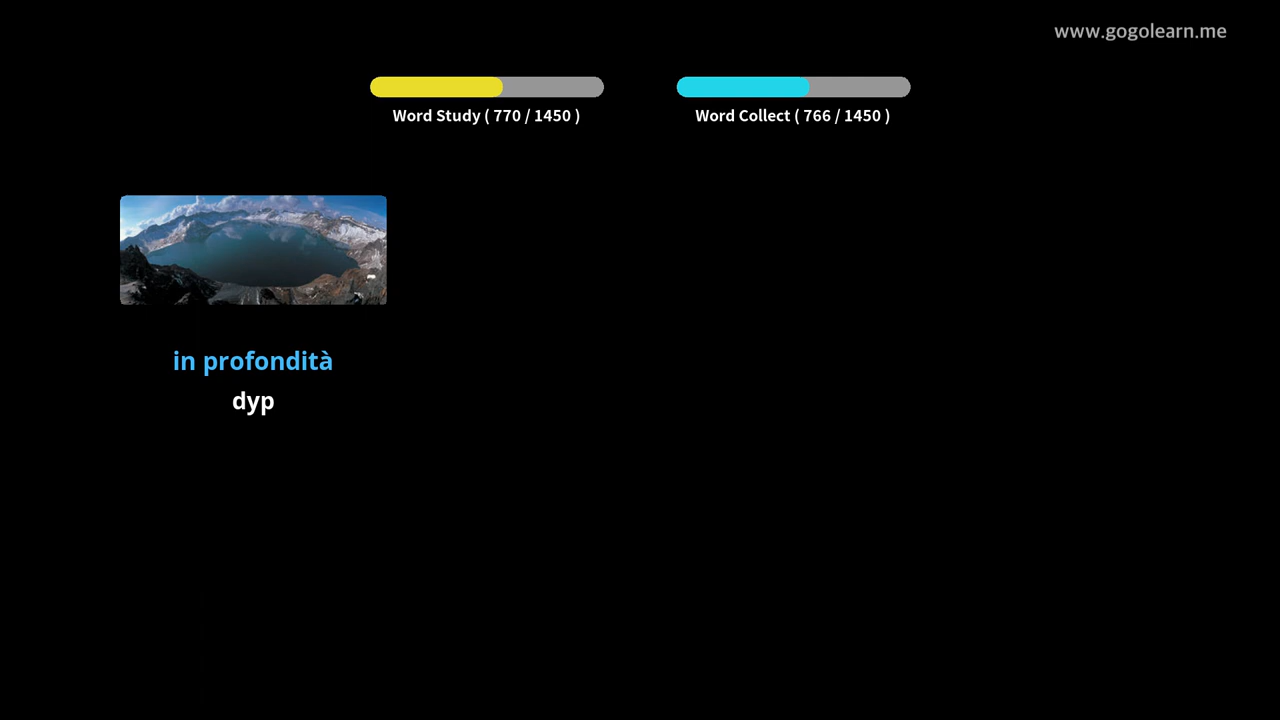 www.gogolearn.me
Word Study ( 770 / 1450 )
Word Collect ( 766 / 1450 )
in profondità
dyp